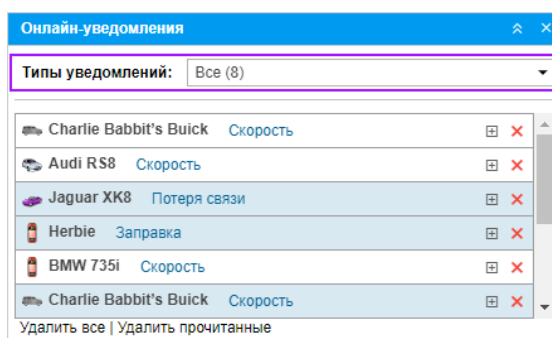 Онлайн-уведомления
Типы уведомлений: Все (8)
Charlie Babbit's Buick Скорость
Audi RS8 Скорость
Jaguar XK8 Потеря связи
Herbie Заправка
BMW 735i Скорость
Charlie Babbit's Buick Скорость
Удалить все | Удалить прочитанные